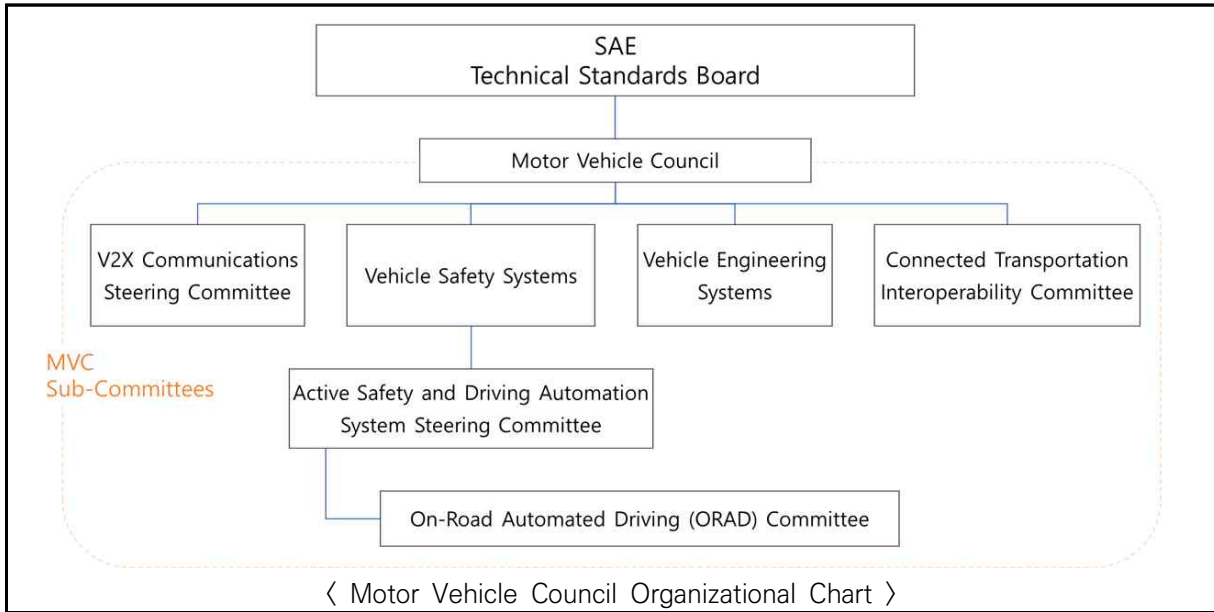 SAE
Technical Standards Board
Motor Vehicle Council
V2X Communications
Steering Committee
Vehicle Safety Systems
Vehicle Engineering
Systems
Connected Transportation
Interoperability Committee
MVC
Sub-Committees
Active Safety and Driving Automation
System Steering Committee
On-Road Automated Driving (ORAD) Committee
〈 Motor Vehicle Council Organizational Chart 〉